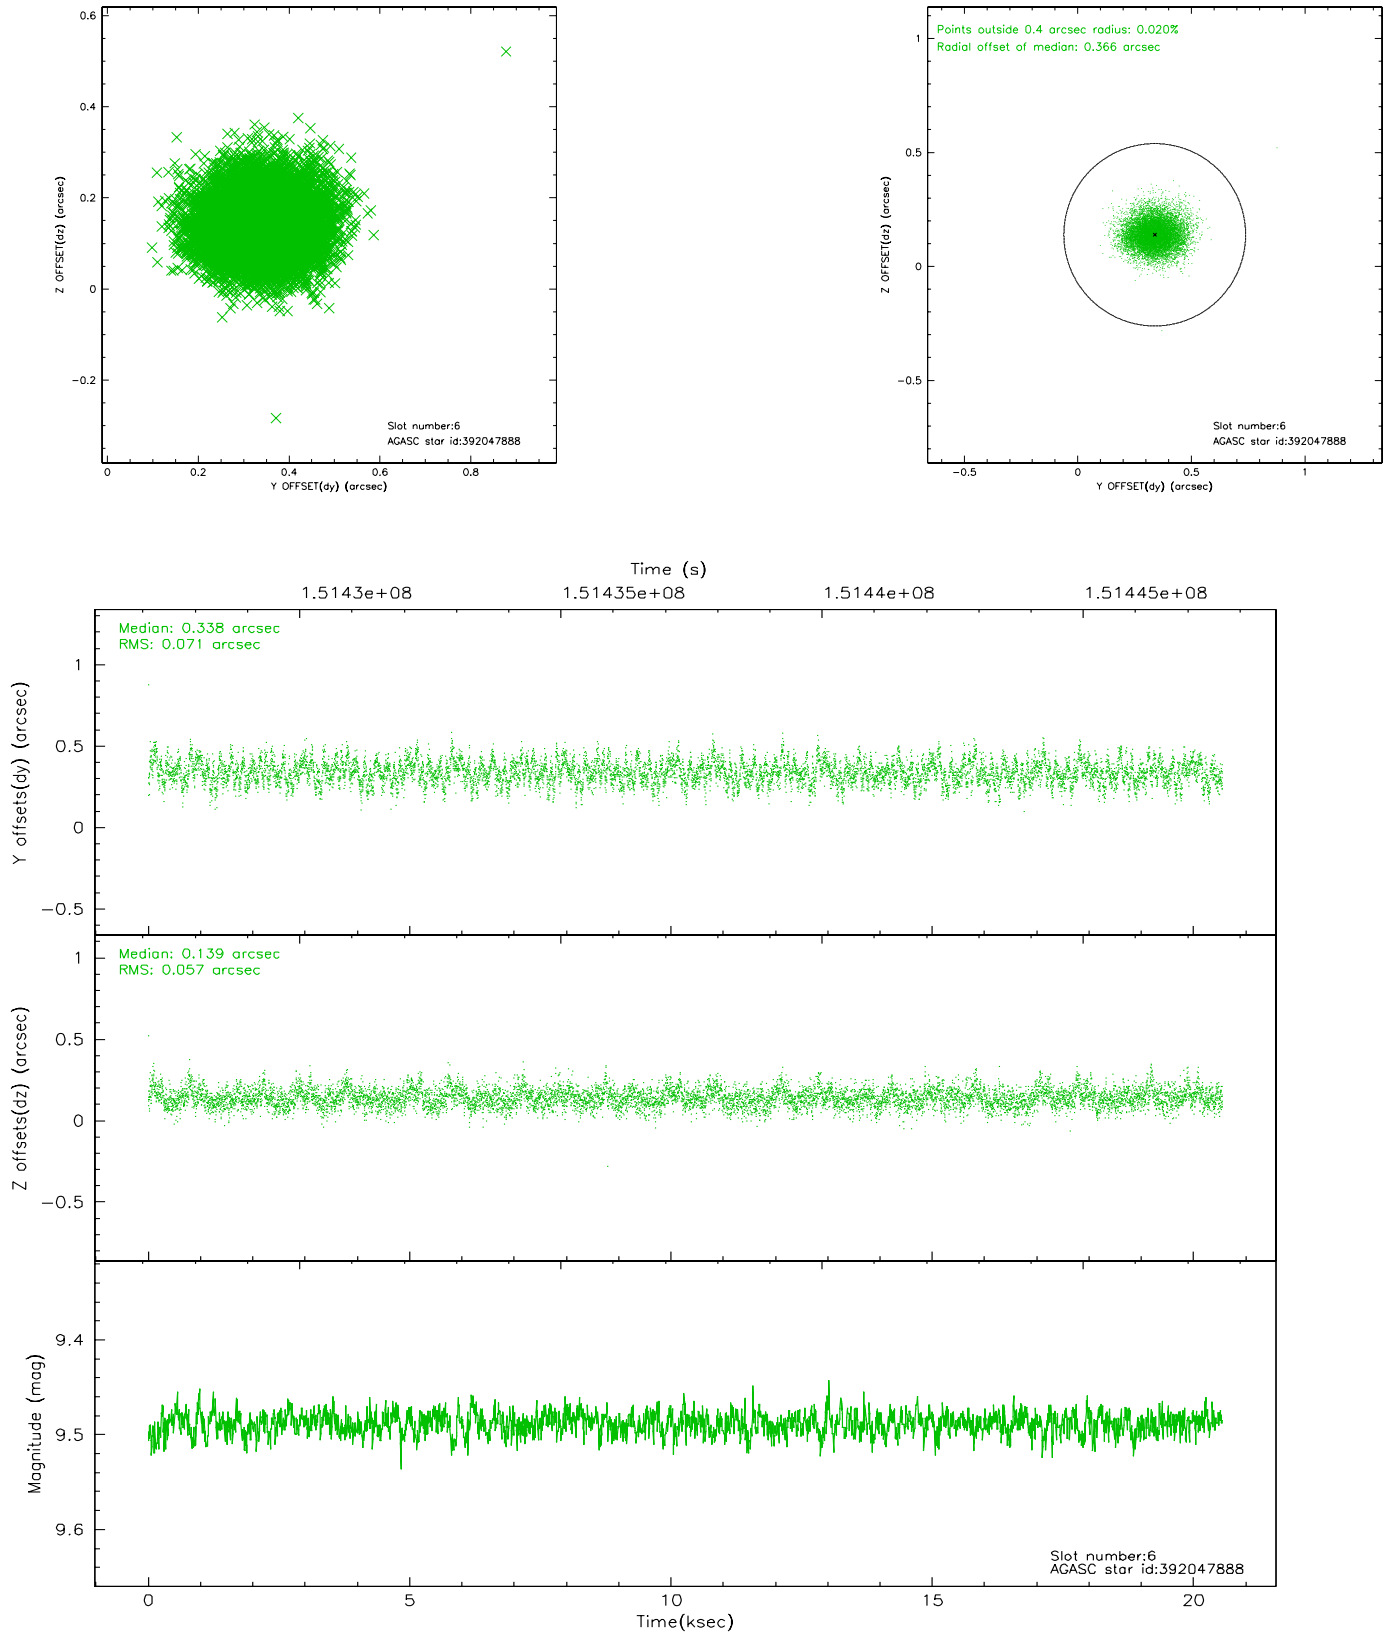 0.6
0.4
0.2
0
−0.2
Z OFFSET(dz) (arcsec)
0
0.2
0.4
0.6
0.8
Y OFFSET(dy) (arcsec)
Slot number:6
AGASC star id:392047888
Points outside 0.4 arcsec radius: 0.020%
Radial offset of median: 0.366 arcsec
1
0.5
0
−0.5
Z OFFSET(dz) (arcsec)
−0.5
0
0.5
1
Y OFFSET(dy) (arcsec)
Slot number:6
AGASC star id:392047888
Time (s)
1.5143e+08
1.51435e+08
1.5144e+08
1.51445e+08
Median: 0.338 arcsec
RMS: 0.071 arcsec
1
0.5
0
−0.5
Y offsets(dy) (arcsec)
Median: 0.139 arcsec
RMS: 0.057 arcsec
1
0.5
0
−0.5
Z offsets(dz) (arcsec)
9.4
9.5
9.6
Magnitude (mag)
Slot number:6
AGASC star id:392047888
0
5
10
15
20
Time(ksec)